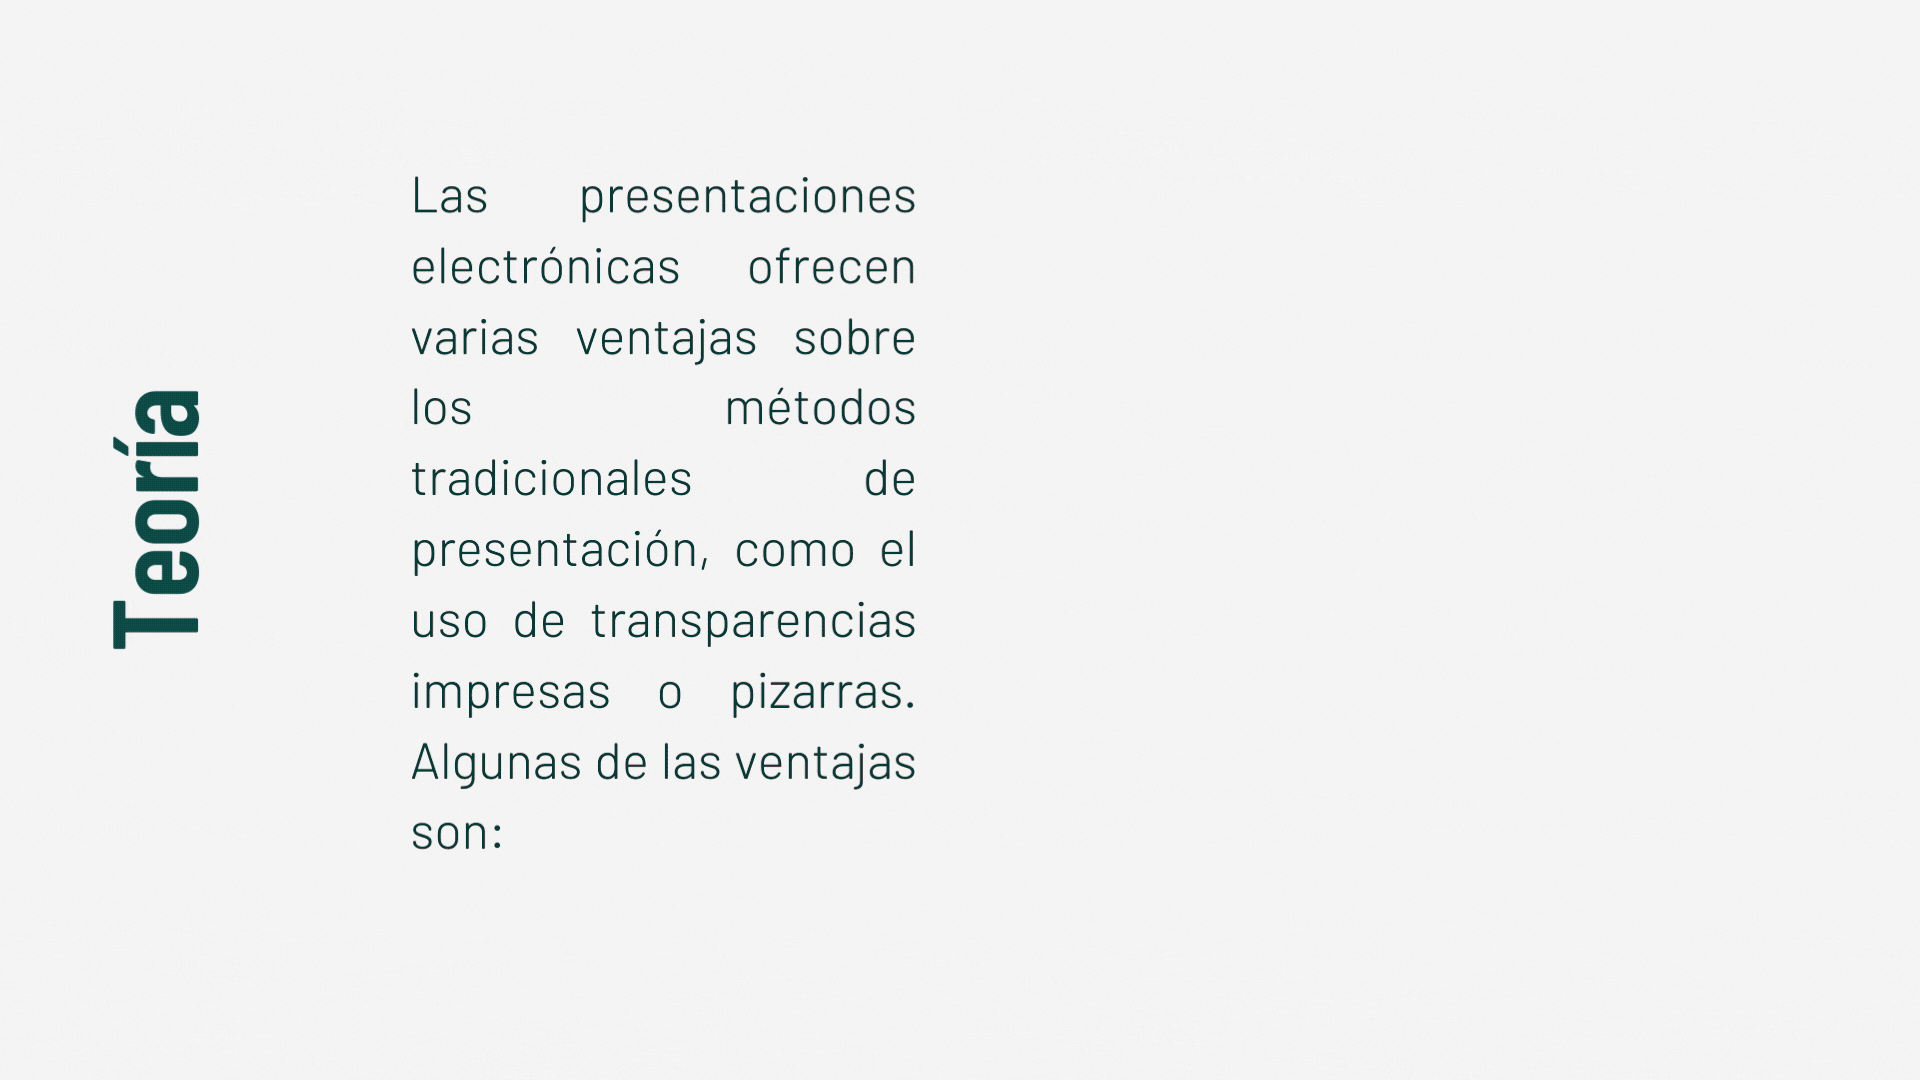 Teoría
Las presentaciones
electrónicas ofrecen
varias ventajas sobre
los métodos
tradicionales de
presentación, como el
uso de transparencias
impresas o pizarras.
Algunas de las ventajas
son: